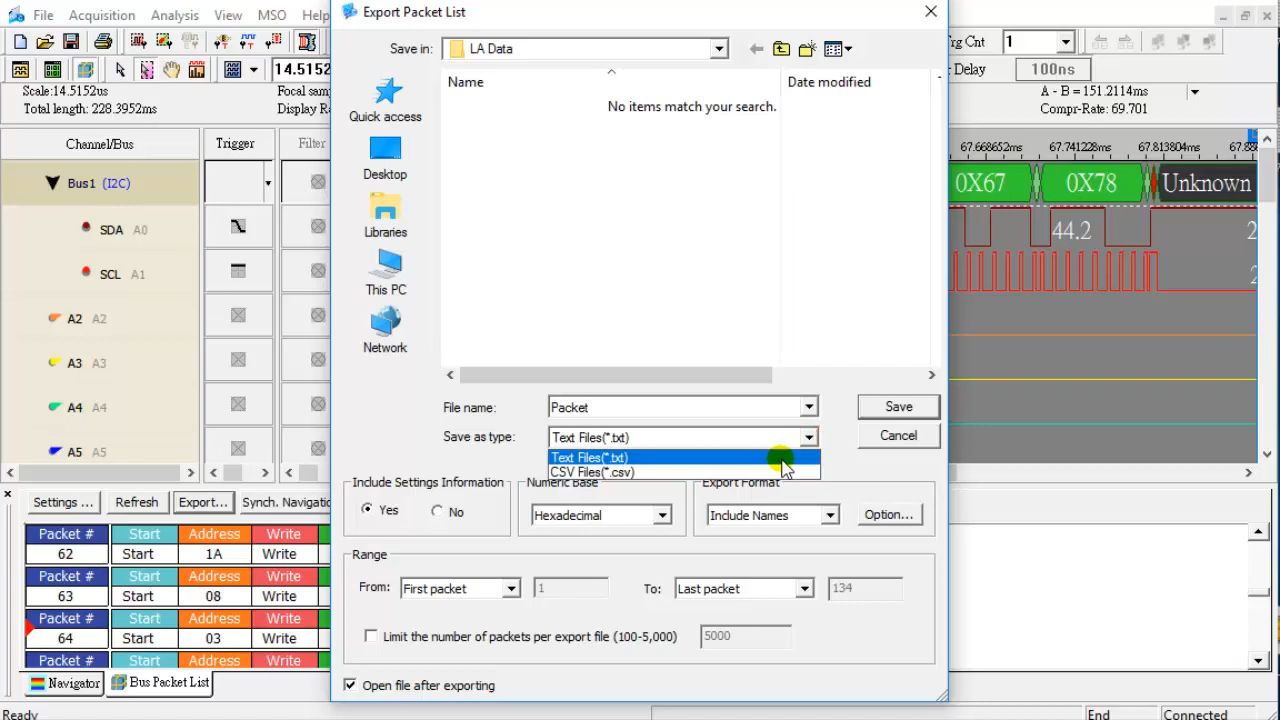 File Acquisition Analysis View MSO Help
Export Packet List
Save in: LA Data
Name Date modified
No items match your search.
Quick access
Desktop
Libraries
This PC
Network
File name: Packet Save
Save as type: Text Files(*.txt) Cancel
Text Files(*.txt)
CSV Files(*.csv)
Include Settings Information
Yes No
Numeric Base
Hexadecimal
Export Format
Include Names Option...
Range
From: First packet 1 To: Last packet 134
Limit the number of packets per export file (100-5,000) 5000
Open file after exporting
14.5152
Scale:14.5152us
Total length: 228.3952ms
Focal sam
Display Ra
Trg Cnt 1
Delay 100ns
A - B = 151.2114ms
Compr-Rate: 69.701
Channel/Bus Trigger Filter
Bus1 (I2C)
SDA A0
SCL A1
A2 A2
A3 A3
A4 A4
A5 A5
67.668652ms 67.741228ms 67.813804ms 67.88
0X67 0X78 Unknown
44.2 2
2
Settings ... Refresh Export... Synch. Navigatio
Packet # Start Address Write
62 Start 1A Write
Packet # Start Address Write
63 Start 08 Write
Packet # Start Address Write
64 Start 03 Write
Packet # Start Address Write
Navigator Bus Packet List
Ready End Connected